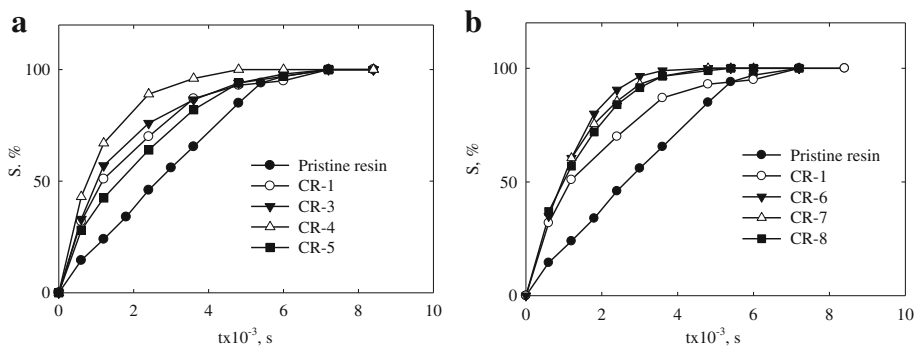 a
100
50
0
S. %
0
2
4
6
8
10
tx10⁻³, s
Pristine resin
CR-1
CR-3
CR-4
CR-5
b
100
50
0
S, %
0
2
4
6
8
10
tx10⁻³, s
Pristine resin
CR-1
CR-6
CR-7
CR-8